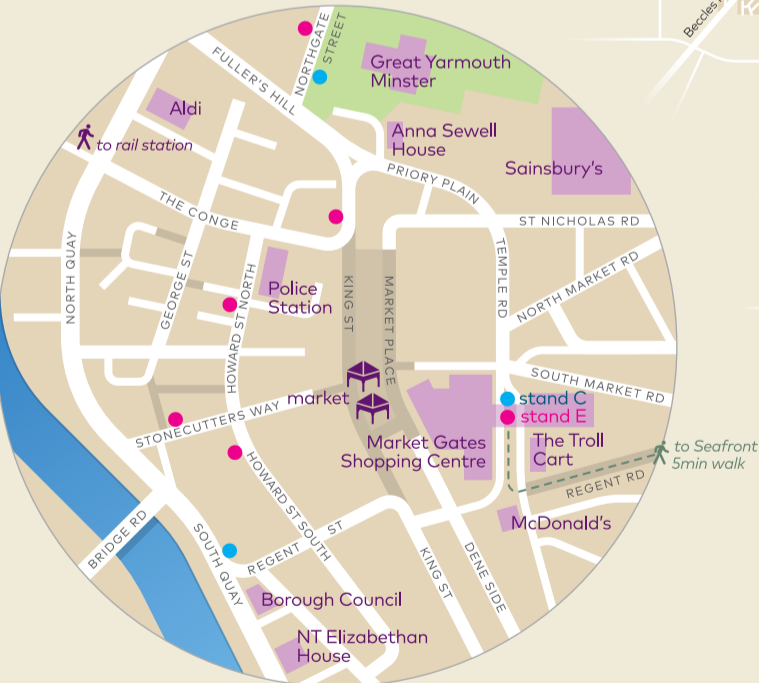 Beccles
NORTHGATE
STREET
FULLER'S HILL
Great Yarmouth
Minster
Aldi
to rail station
Anna Sewell
House
Sainsbury's
PRIORY PLAIN
THE CONGE
ST NICHOLAS RD
TEMPLE RD
NORTH MARKET RD
NORTH QUAY
GEORGE ST
Police
Station
KING ST
MARKET PLACE
HOWARD ST NORTH
SOUTH MARKET RD
market
stand C
stand E
STONECUTTERS WAY
Market Gates
Shopping Centre
The Troll
Cart
to Seafront
5min walk
REGENT RD
HOWARD ST SOUTH
McDonald's
BRIDGE RD
SOUTH QUAY
REGENT ST
KING ST
DENE SIDE
Borough Council
NT Elizabethan
House